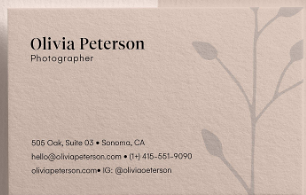 Olivia Peterson
Photographer
505 Oak, Suite 03 • Sonoma, CA
hello@oliviapeterson.com • (1+) 415-551-9090
oliviapeterson.com • IG: @oliviaoeterson